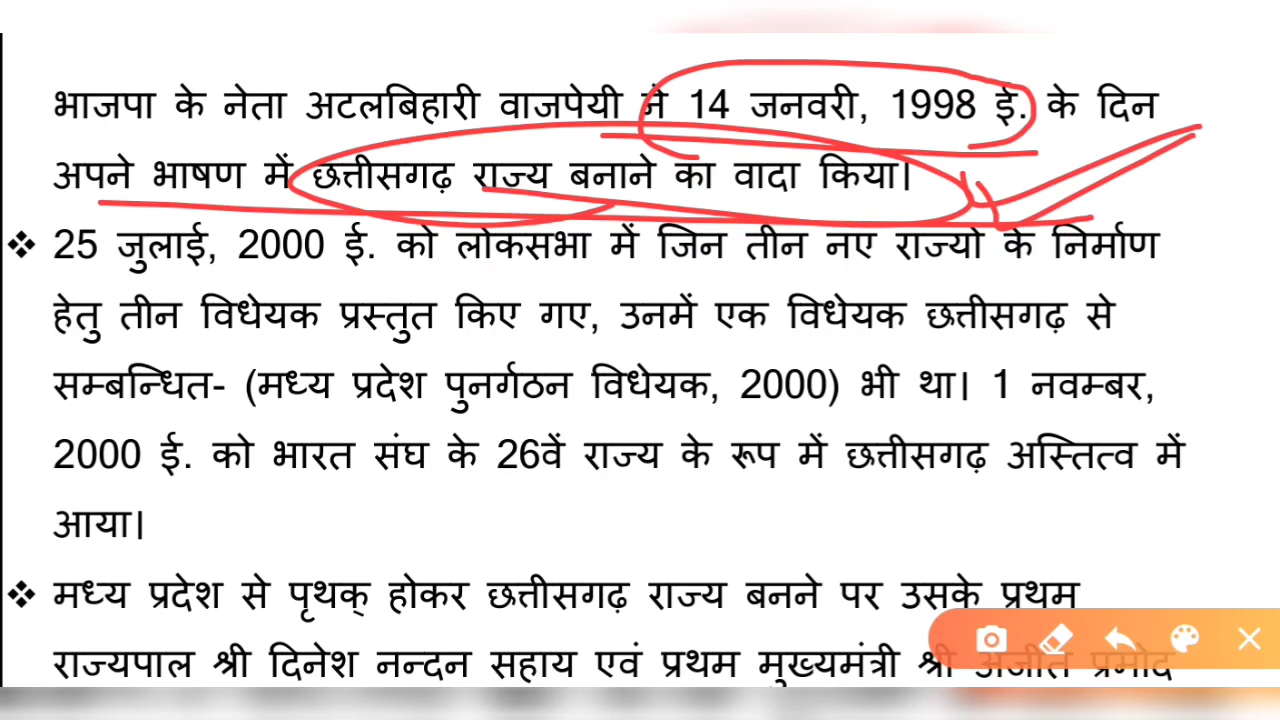 भाजपा के नेता अटलबिहारी वाजपेयी ने 14 जनवरी, 1998 ई. के दिन
अपने भाषण में छत्तीसगढ़ राज्य बनाने का वादा किया।
❖ 25 जुलाई, 2000 ई. को लोकसभा में जिन तीन नए राज्यो के निर्माण
हेतु तीन विधेयक प्रस्तुत किए गए, उनमें एक विधेयक छत्तीसगढ़ से
सम्बन्धित- (मध्य प्रदेश पुनर्गठन विधेयक, 2000) भी था। 1 नवम्बर,
2000 ई. को भारत संघ के 26वें राज्य के रूप में छत्तीसगढ़ अस्तित्व में
आया।
❖ मध्य प्रदेश से पृथक् होकर छत्तीसगढ़ राज्य बनने पर उसके प्रथम
राज्यपाल श्री दिनेश नन्दन सहाय एवं प्रथम मुख्यमंत्री श्री अजीत प्रमोद